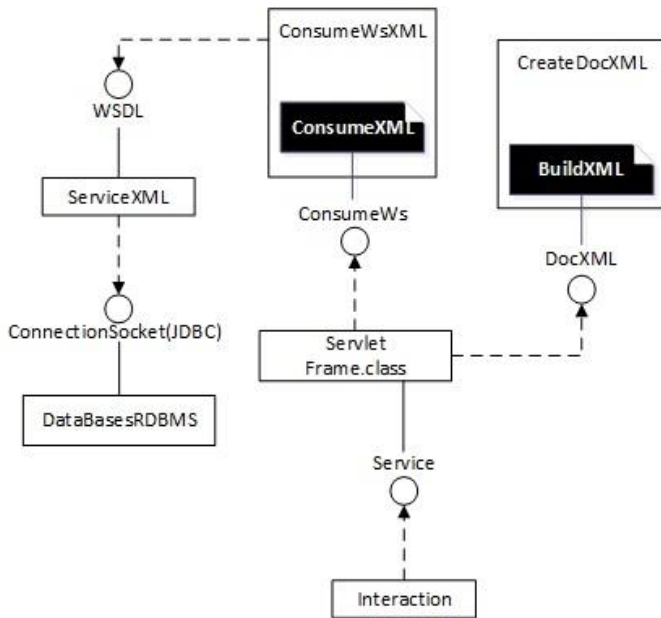 ConsumeWsXML
CreateDocXML
WSDL
ConsumeXML
BuildXML
ServiceXML
ConsumeWs
DocXML
ConnectionSocket(JDBC)
Servlet
Frame.class
DataBasesRDBMS
Service
Interaction